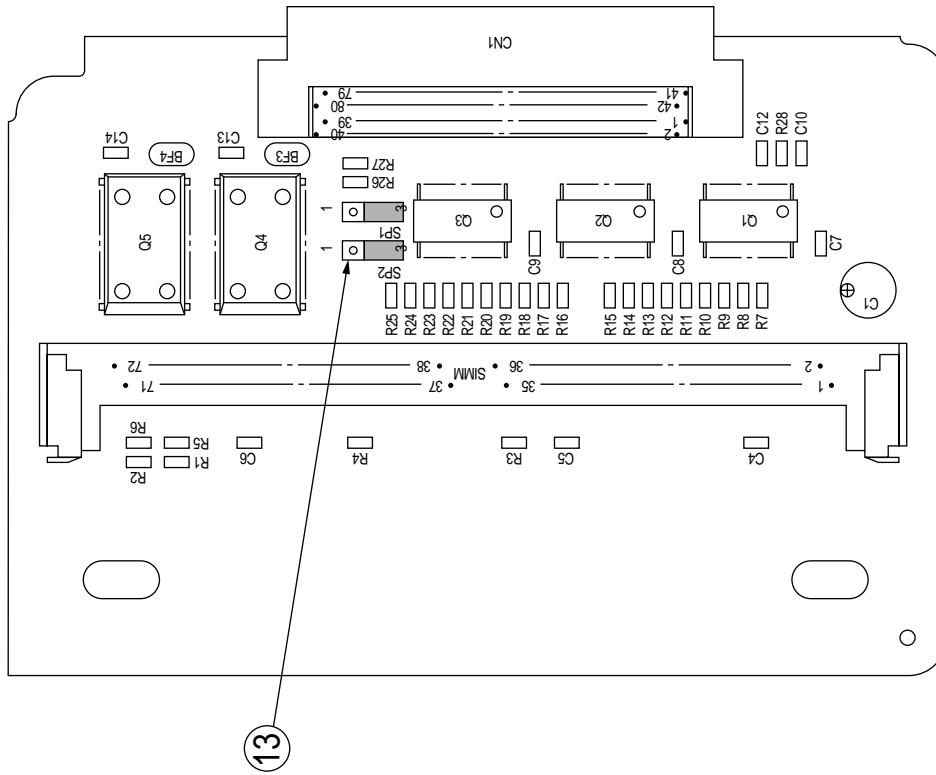 CN1
79
41
80
42
39
1
40
2
C14
BF4
C13
BF3
R27
R26
C12
R28
C10
1
3
SP1
1
3
SP2
Q5
Q4
Q3
Q2
Q1
C9
C8
C7
C1
R25
R24
R23
R22
R21
R20
R19
R18
R17
R16
R15
R14
R13
R12
R11
R10
R9
R8
R7
72
38
SIMM
36
2
71
37
35
1
R6
R5
C6
R4
R3
C5
C4
R2
R1
13